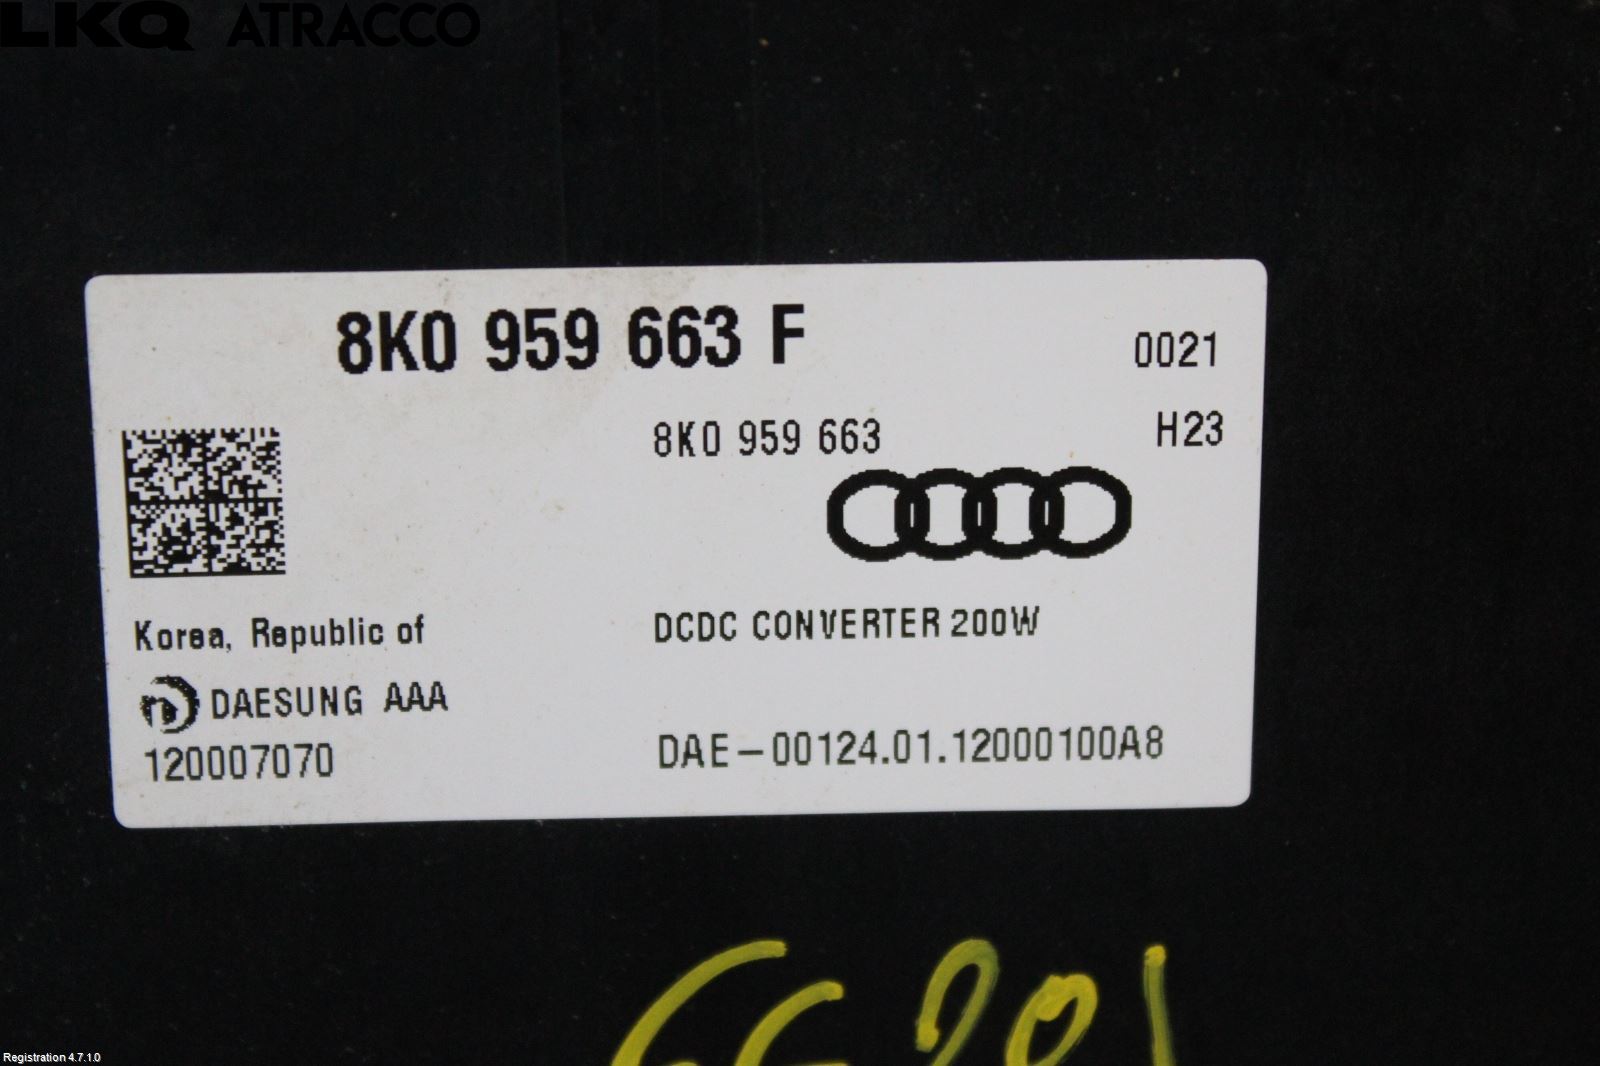 LKQ ATRACCO
8K0 959 663 F
0021
8K0 959 663
H23
Korea, Republic of
DCDC CONVERTER 200W
DAESUNG AAA
120007070
DAE-00124.01.12000100A8
Registration 4.7.1.0